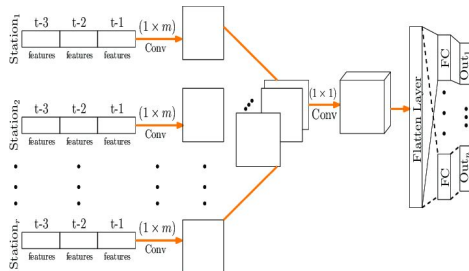 Station₁
t-3 t-2 t-1
features features features
(1 × m)
Conv
Station₂
t-3 t-2 t-1
features features features
(1 × m)
Conv
Stationᵣ
t-3 t-2 t-1
features features features
(1 × m)
Conv
(1 × 1)
Conv
Flatten Layer
FC
Out₁
FC
Outₙ